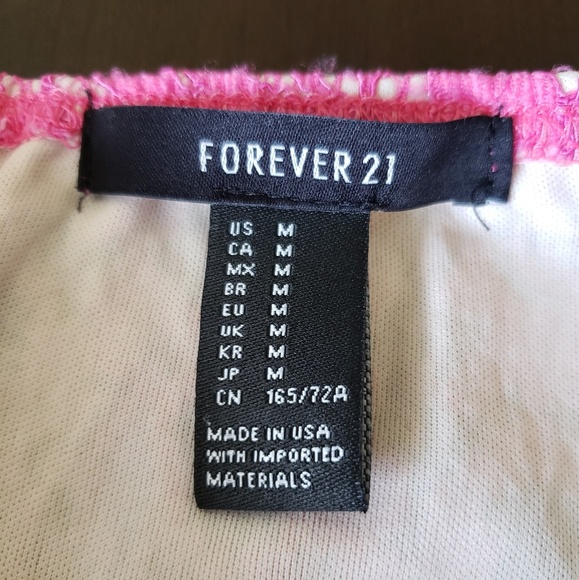 FOREVER 21
US M
CA M
MX M
BR M
EU M
UK M
KR M
JP M
CN 165/72A
MADE IN USA
WITH IMPORTED
MATERIALS